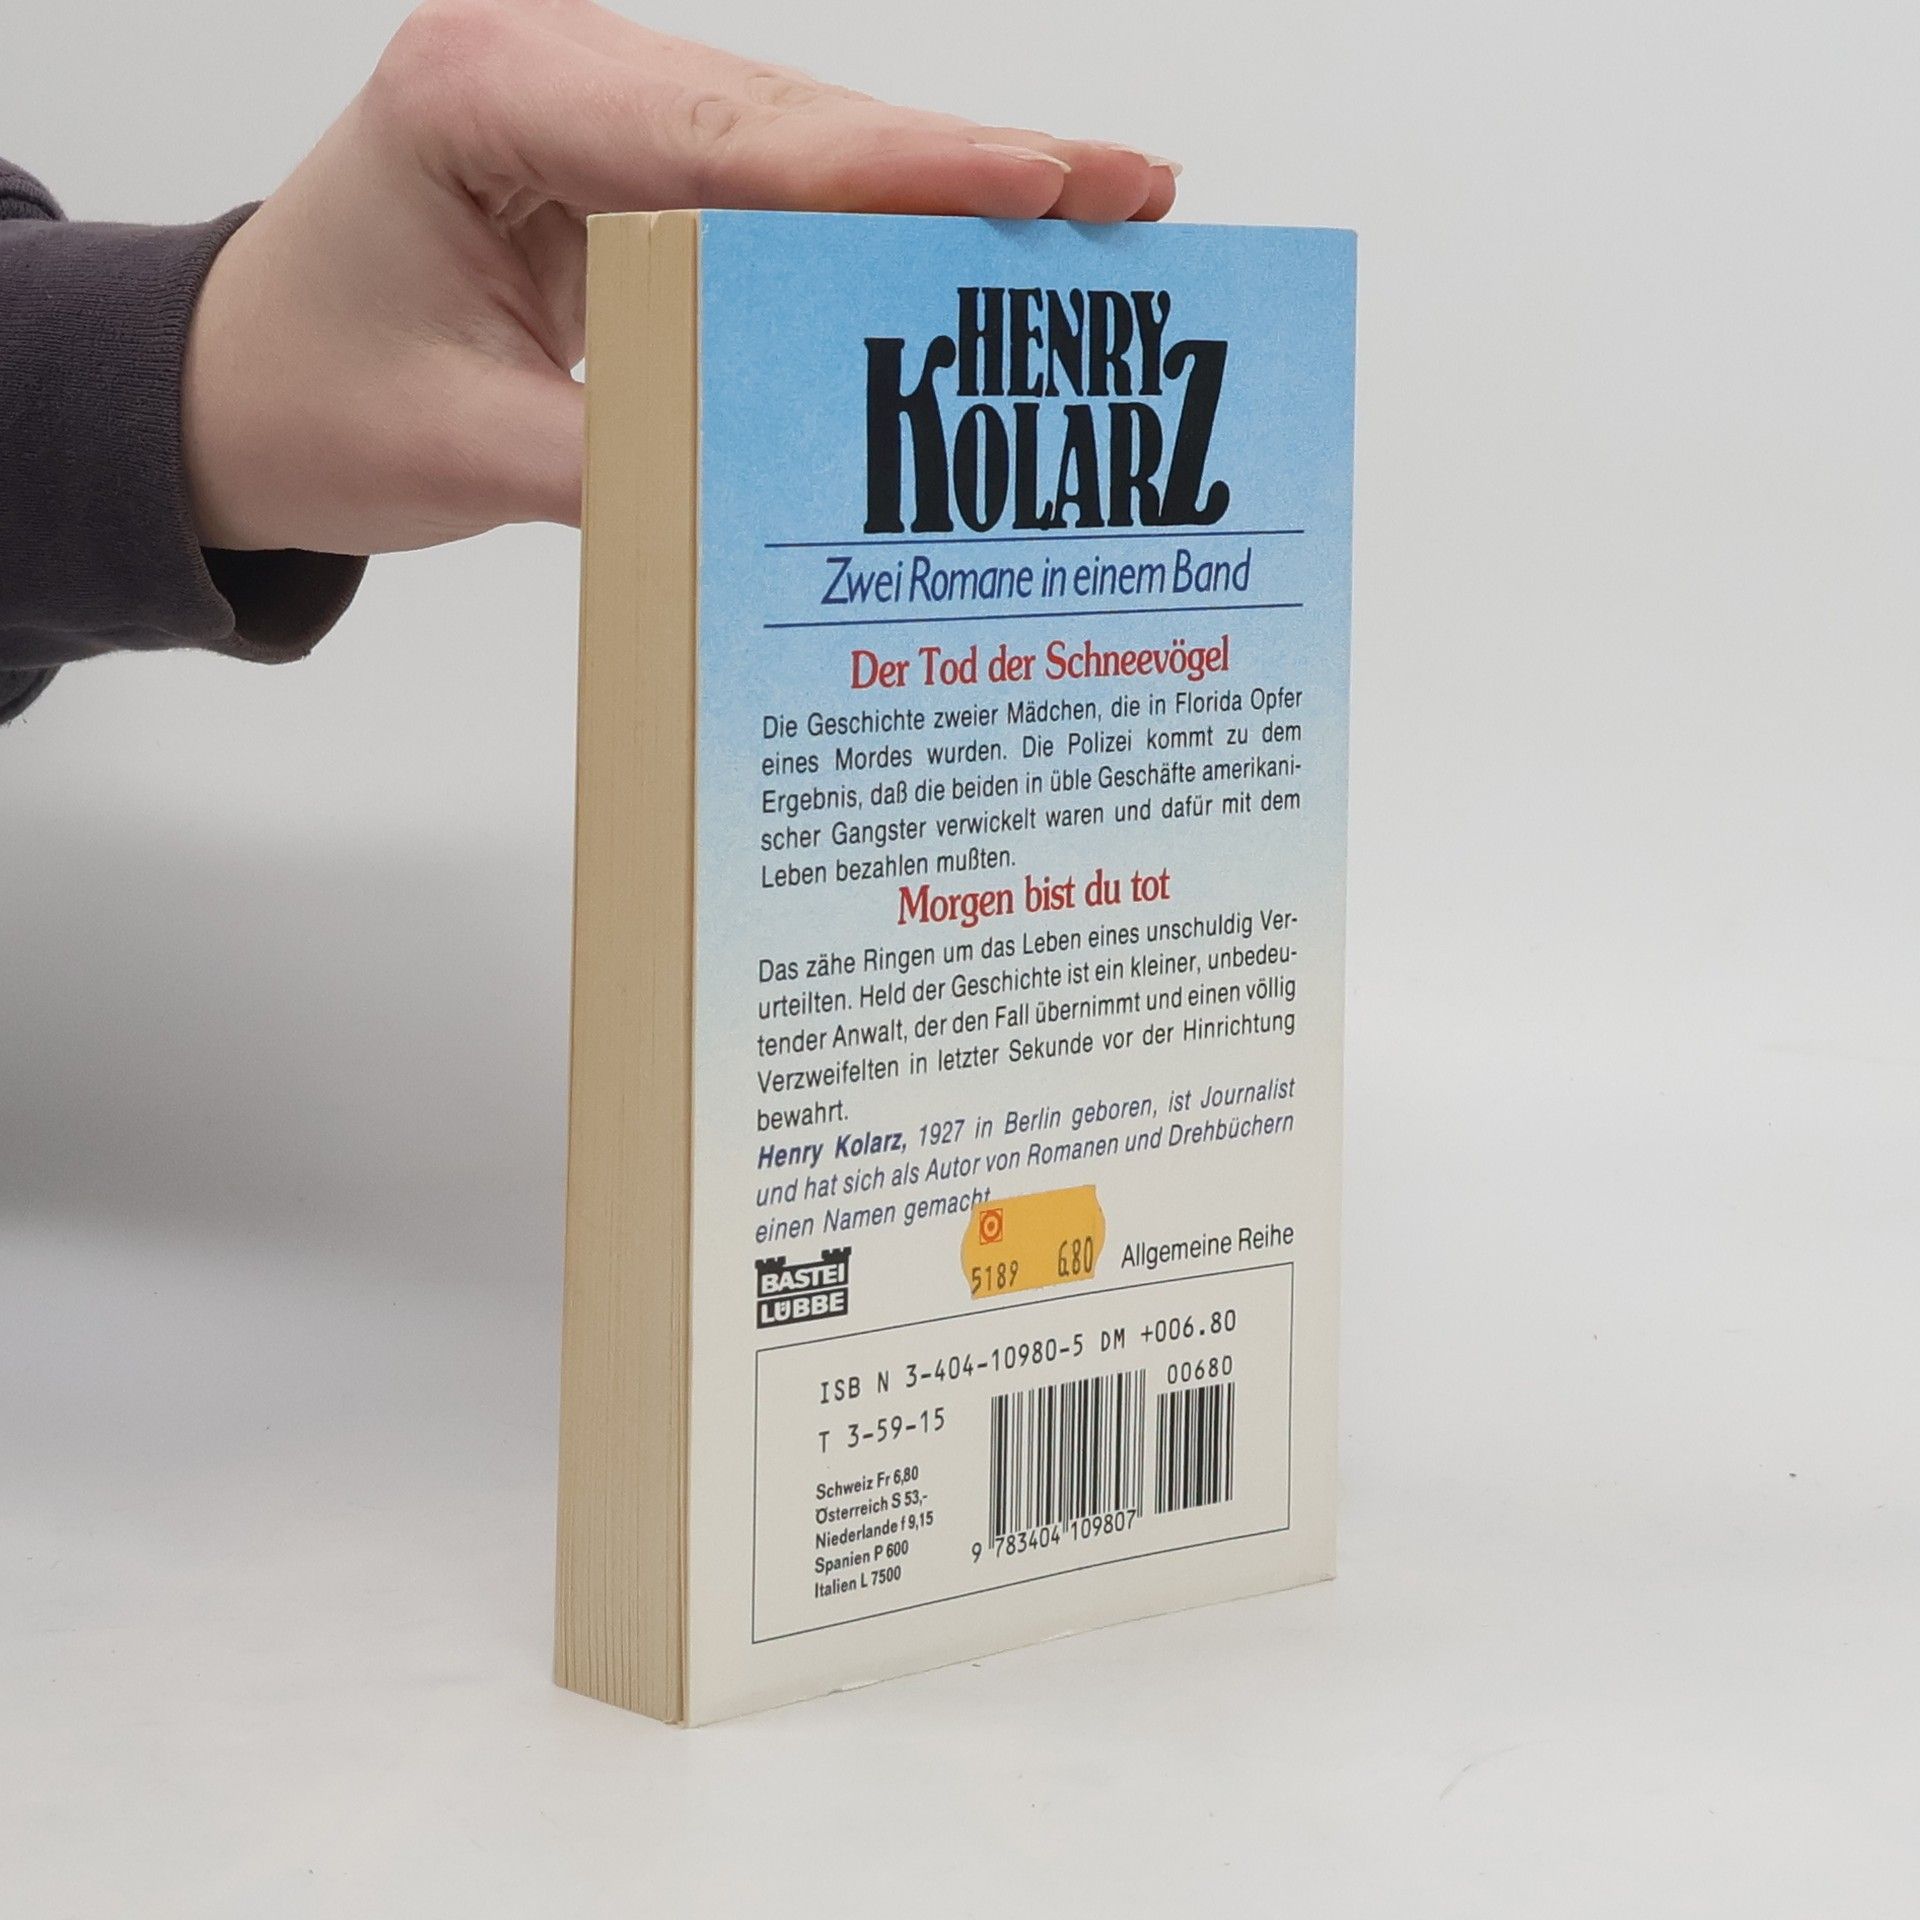 HENRY
KOLARZ
Zwei Romane in einem Band
Der Tod der Schneevögel
Die Geschichte zweier Mädchen, die in Florida Opfer
eines Mordes wurden. Die Polizei kommt zu dem
Ergebnis, daß die beiden in üble Geschäfte amerikani-
scher Gangster verwickelt waren und dafür mit dem
Leben bezahlen mußten.
Morgen bist du tot
Das zähe Ringen um das Leben eines unschuldig Ver-
urteilten. Held der Geschichte ist ein kleiner, unbedeu-
tender Anwalt, der den Fall übernimmt und einen völlig
Verzweifelten in letzter Sekunde vor der Hinrichtung
bewahrt.
Henry Kolarz, 1927 in Berlin geboren, ist Journalist
und hat sich als Autor von Romanen und Drehbüchern
einen Namen gemacht
5189 6.80
Allgemeine Reihe
BASTEI
LÜBBE
ISB N 3-404-10980-5 DM +006.80
00680
T 3-59-15
Schweiz Fr 6,80
Österreich S 53,-
Niederlande f 9,15
Spanien P 600
Italien L 7500
9 783404 109807